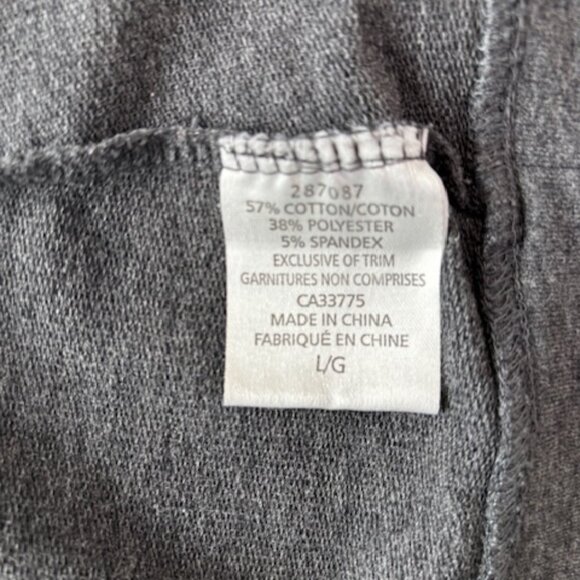 287087
57% COTTON/COTON
38% POLYESTER
5% SPANDEX
EXCLUSIVE OF TRIM
GARNITURES NON COMPRISES
CA33775
MADE IN CHINA
FABRIQUÉ EN CHINE
L/G